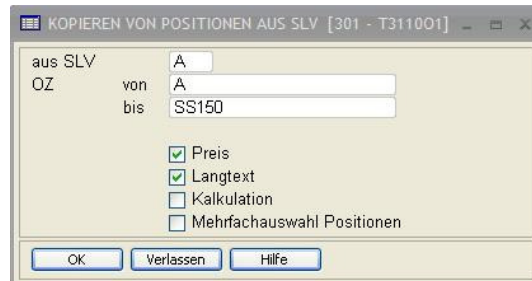 KOPIEREN VON POSITIONEN AUS SLV [301 - T3110O1]
aus SLV A
OZ von A
bis SS150
Preis
Langtext
Kalkulation
Mehrfachauswahl Positionen
OK Verlassen Hilfe